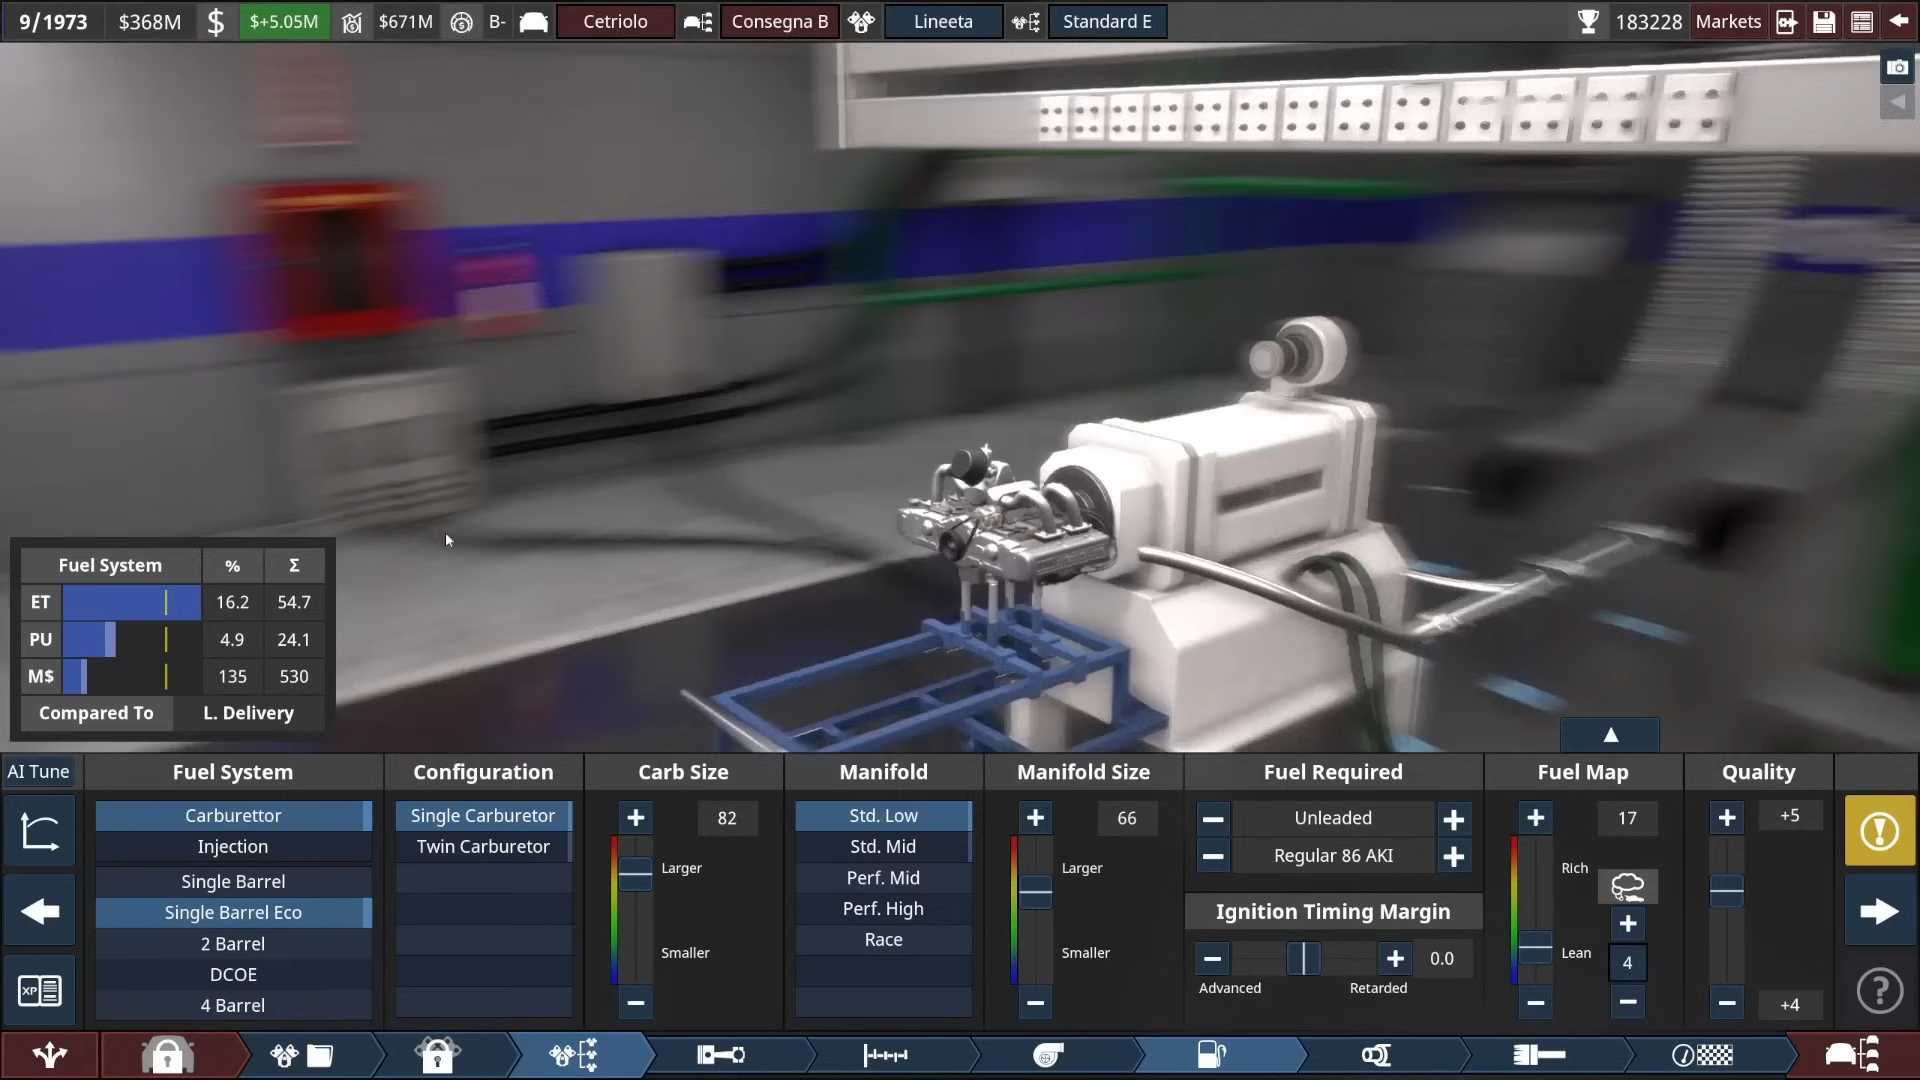 9/1973 $368M $ $+5.05M $671M B- Cetriolo Consegna B Lineeta Standard E 183228 Markets
Fuel System % Σ
ET 16.2 54.7
PU 4.9 24.1
M$ 135 530
Compared To L. Delivery
AI Tune
Fuel System
Carburettor
Injection
Single Barrel
Single Barrel Eco
2 Barrel
DCOE
4 Barrel
Configuration
Single Carburetor
Twin Carburetor
Carb Size
+ 82
Larger
Smaller
−
Manifold
Std. Low
Std. Mid
Perf. Mid
Perf. High
Race
Manifold Size
+ 66
Larger
Smaller
−
Fuel Required
− Unleaded +
− Regular 86 AKI +
Ignition Timing Margin
− + 0.0
Advanced Retarded
Fuel Map
+ 17
Rich
+
Lean 4
− −
Quality
+ +5
− +4
XP
?